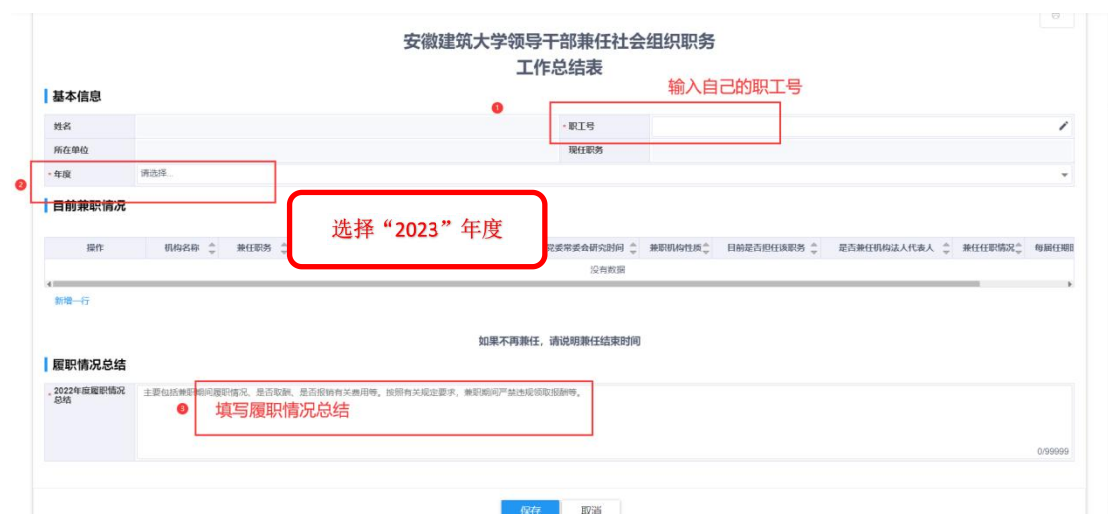 安徽建筑大学领导干部兼任社会组织职务
工作总结表
输入自己的职工号
基本信息
1
姓名
* 职工号
所在单位
现任职务
2
* 年度 请选择...
目前兼职情况
选择“2023”年度
操作 机构名称 兼任职务 党委常委会研究时间 兼职机构性质 目前是否担任该职务 是否兼任机构法人代表人 兼任任职情况 每届任期
没有数据
新增一行
如果不再兼任，请说明兼任结束时间
履职情况总结
* 2022年度履职情况
总结
主要包括兼职期间履职情况、是否取酬、是否报销有关费用等。按照有关规定要求，兼职期间严禁违规领取报酬等。
3 填写履职情况总结
0/99999
保存 取消